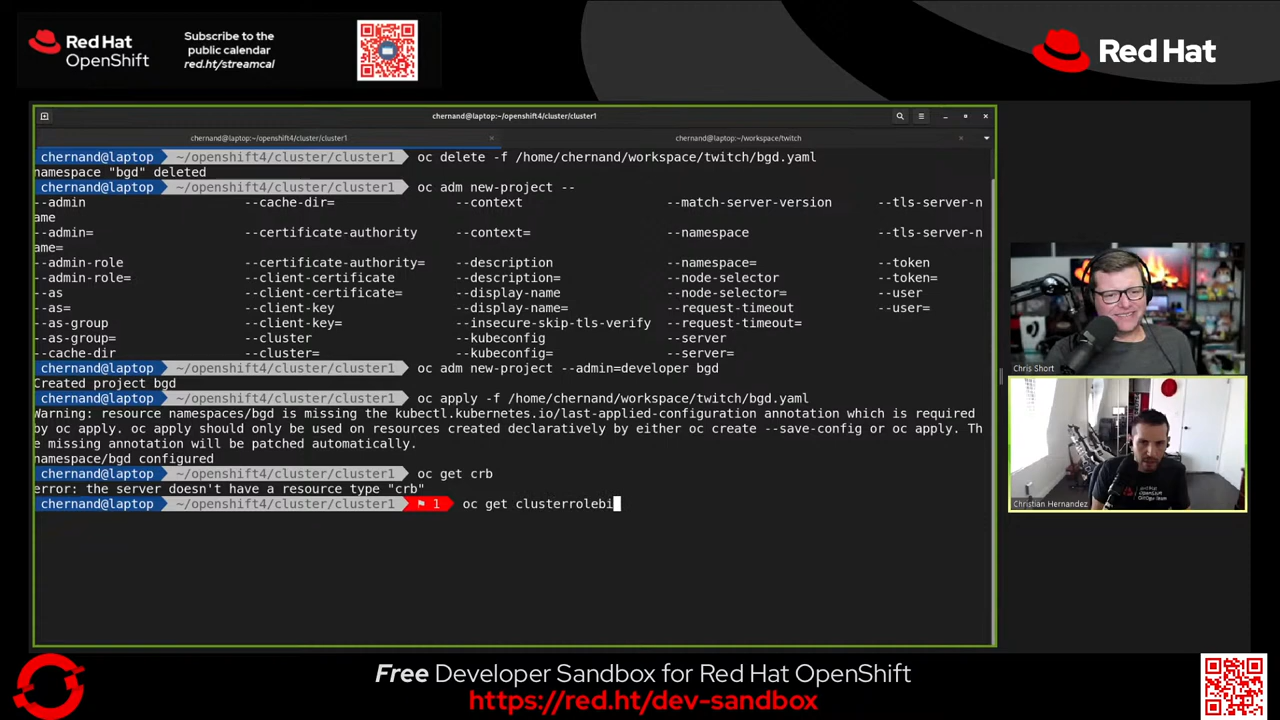 Red Hat
OpenShift
Subscribe to the
public calendar
red.ht/streamcal
Red Hat
chernand@laptop:~/openshift4/cluster/cluster1
chernand@laptop:~/openshift4/cluster/cluster1
chernand@laptop:~/workspace/twitch
chernand@laptop ~/openshift4/cluster/cluster1 oc delete -f /home/chernand/workspace/twitch/bgd.yaml
namespace "bgd" deleted
chernand@laptop ~/openshift4/cluster/cluster1 oc adm new-project --
--admin --cache-dir= --context --match-server-version --tls-server-n
ame
--admin= --certificate-authority --context= --namespace --tls-server-n
ame=
--admin-role --certificate-authority= --description --namespace= --token
--admin-role= --client-certificate --description= --node-selector --token=
--as --client-certificate= --display-name --node-selector= --user
--as= --client-key --display-name= --request-timeout --user=
--as-group --client-key= --insecure-skip-tls-verify --request-timeout=
--as-group= --cluster --kubeconfig --server
--cache-dir --cluster= --kubeconfig= --server=
chernand@laptop ~/openshift4/cluster/cluster1 oc adm new-project --admin=developer bgd
Created project bgd
chernand@laptop ~/openshift4/cluster/cluster1 oc apply -f /home/chernand/workspace/twitch/bgd.yaml
Warning: resource namespaces/bgd is missing the kubectl.kubernetes.io/last-applied-configuration annotation which is required
by oc apply. oc apply should only be used on resources created declaratively by either oc create --save-config or oc apply. Th
e missing annotation will be patched automatically.
namespace/bgd configured
chernand@laptop ~/openshift4/cluster/cluster1 oc get crb
error: the server doesn't have a resource type "crb"
chernand@laptop ~/openshift4/cluster/cluster1 1 oc get clusterrolebi
Chris Short
Christian Hernandez
Free Developer Sandbox for Red Hat OpenShift
https://red.ht/dev-sandbox